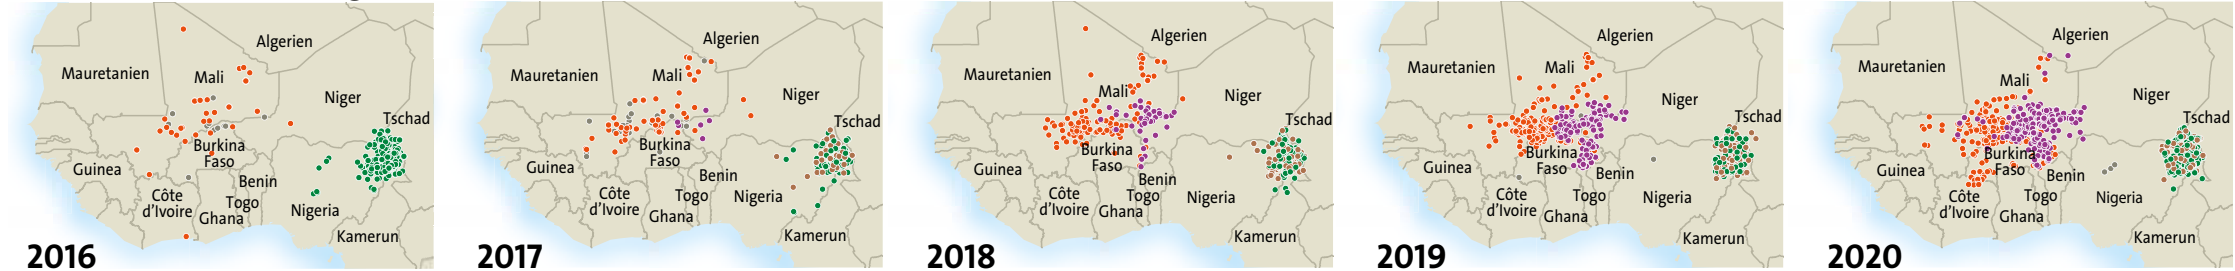 Algerien
Mauretanien
Mali
Niger
Tschad
Burkina
Faso
Guinea
Benin
Côte
d'Ivoire
Togo
Ghana
Nigeria
Kamerun
2016
Algerien
Mauretanien
Mali
Niger
Tschad
Burkina
Faso
Guinea
Benin
Côte
d'Ivoire
Togo
Ghana
Nigeria
Kamerun
2017
Algerien
Mauretanien
Mali
Niger
Tschad
Burkina
Faso
Guinea
Benin
Côte
d'Ivoire
Togo
Ghana
Nigeria
Kamerun
2018
Algerien
Mauretanien
Mali
Niger
Tschad
Burkina
Faso
Guinea
Benin
Côte
d'Ivoire
Togo
Ghana
Nigeria
Kamerun
2019
Algerien
Mauretanien
Mali
Niger
Tschad
Burkina
Faso
Guinea
Benin
Côte
d'Ivoire
Togo
Ghana
Nigeria
Kamerun
2020